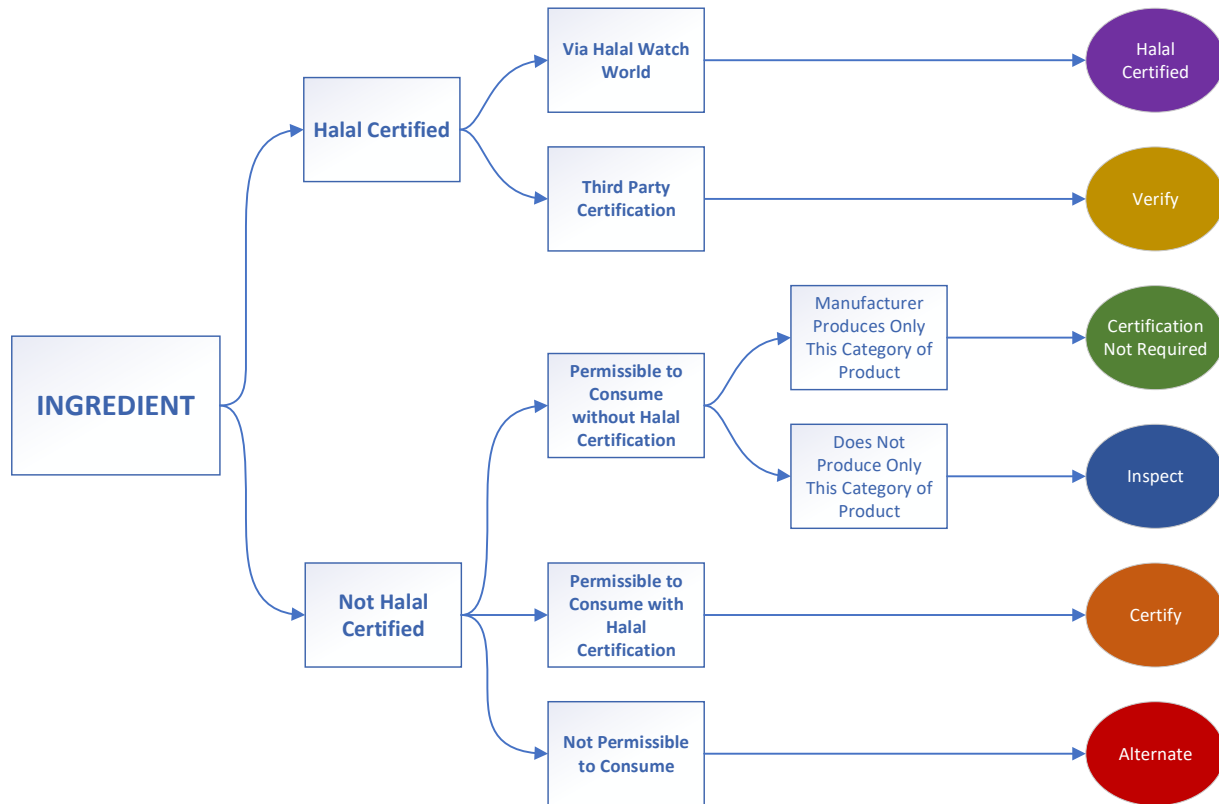 Via Halal Watch
World
Halal
Certified
Halal Certified
Third Party
Certification
Verify
INGREDIENT
Manufacturer
Produces Only
This Category of
Product
Certification
Not Required
Permissible to
Consume
without Halal
Certification
Does Not
Produce Only
This Category of
Product
Inspect
Not Halal
Certified
Permissible to
Consume with
Halal
Certification
Certify
Not Permissible
to Consume
Alternate